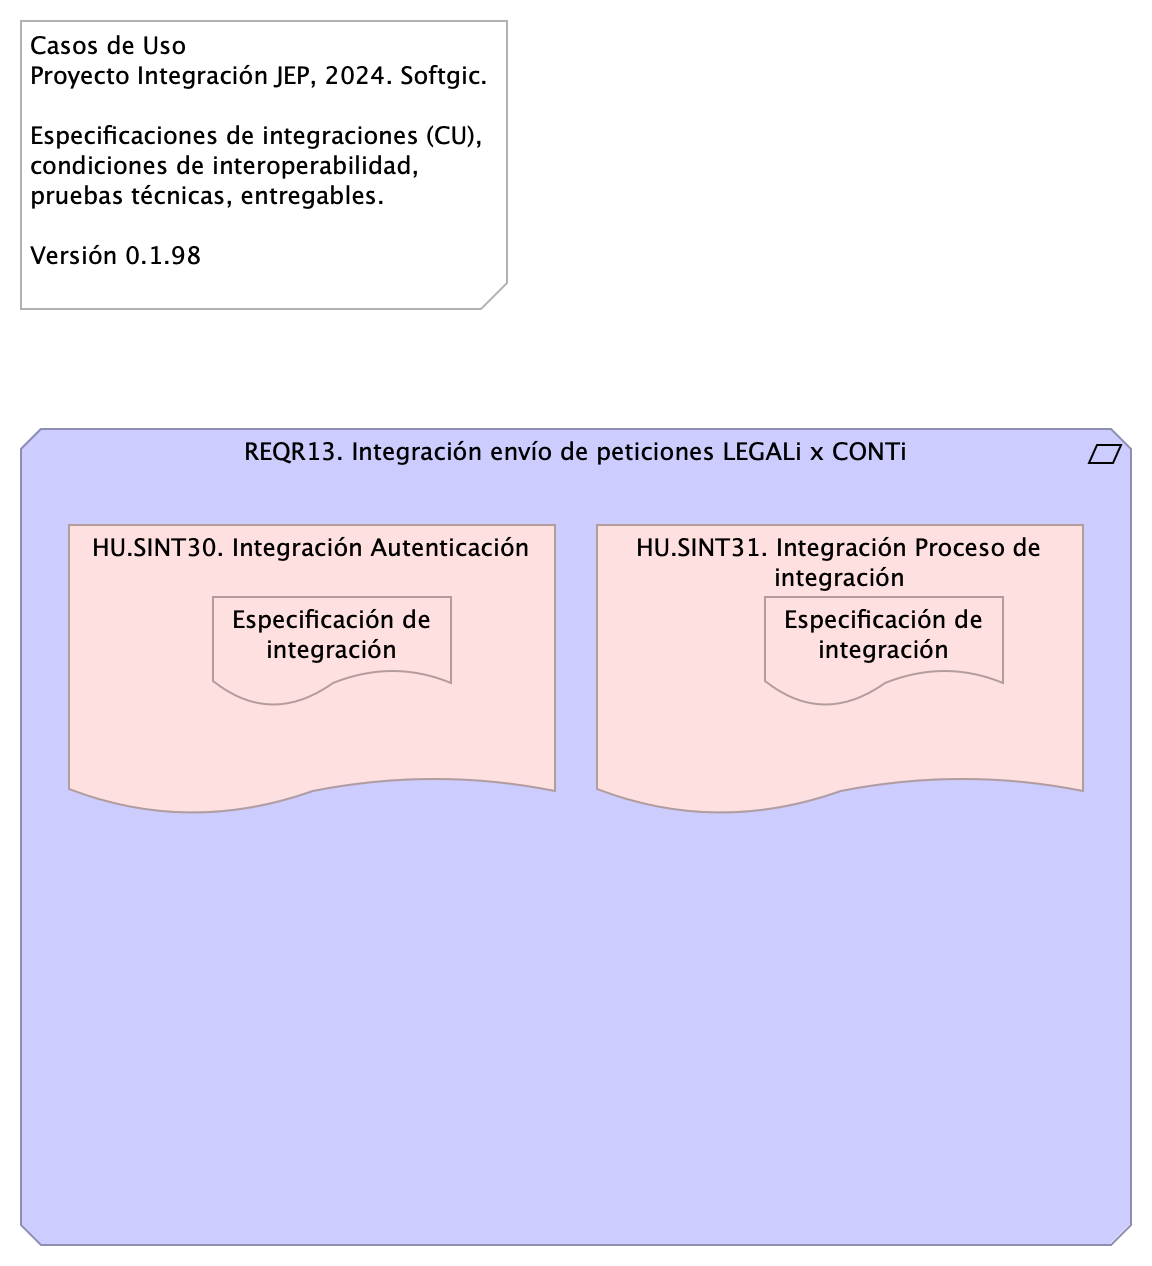 Casos de Uso
Proyecto Integración JEP, 2024. Softgic.
Especificaciones de integraciones (CU),
condiciones de interoperabilidad,
pruebas técnicas, entregables.
Versión 0.1.98
REQR13. Integración envío de peticiones LEGALi x CONTi
HU.SINT30. Integración Autenticación
Especificación de
integración
HU.SINT31. Integración Proceso de
integración
Especificación de
integración